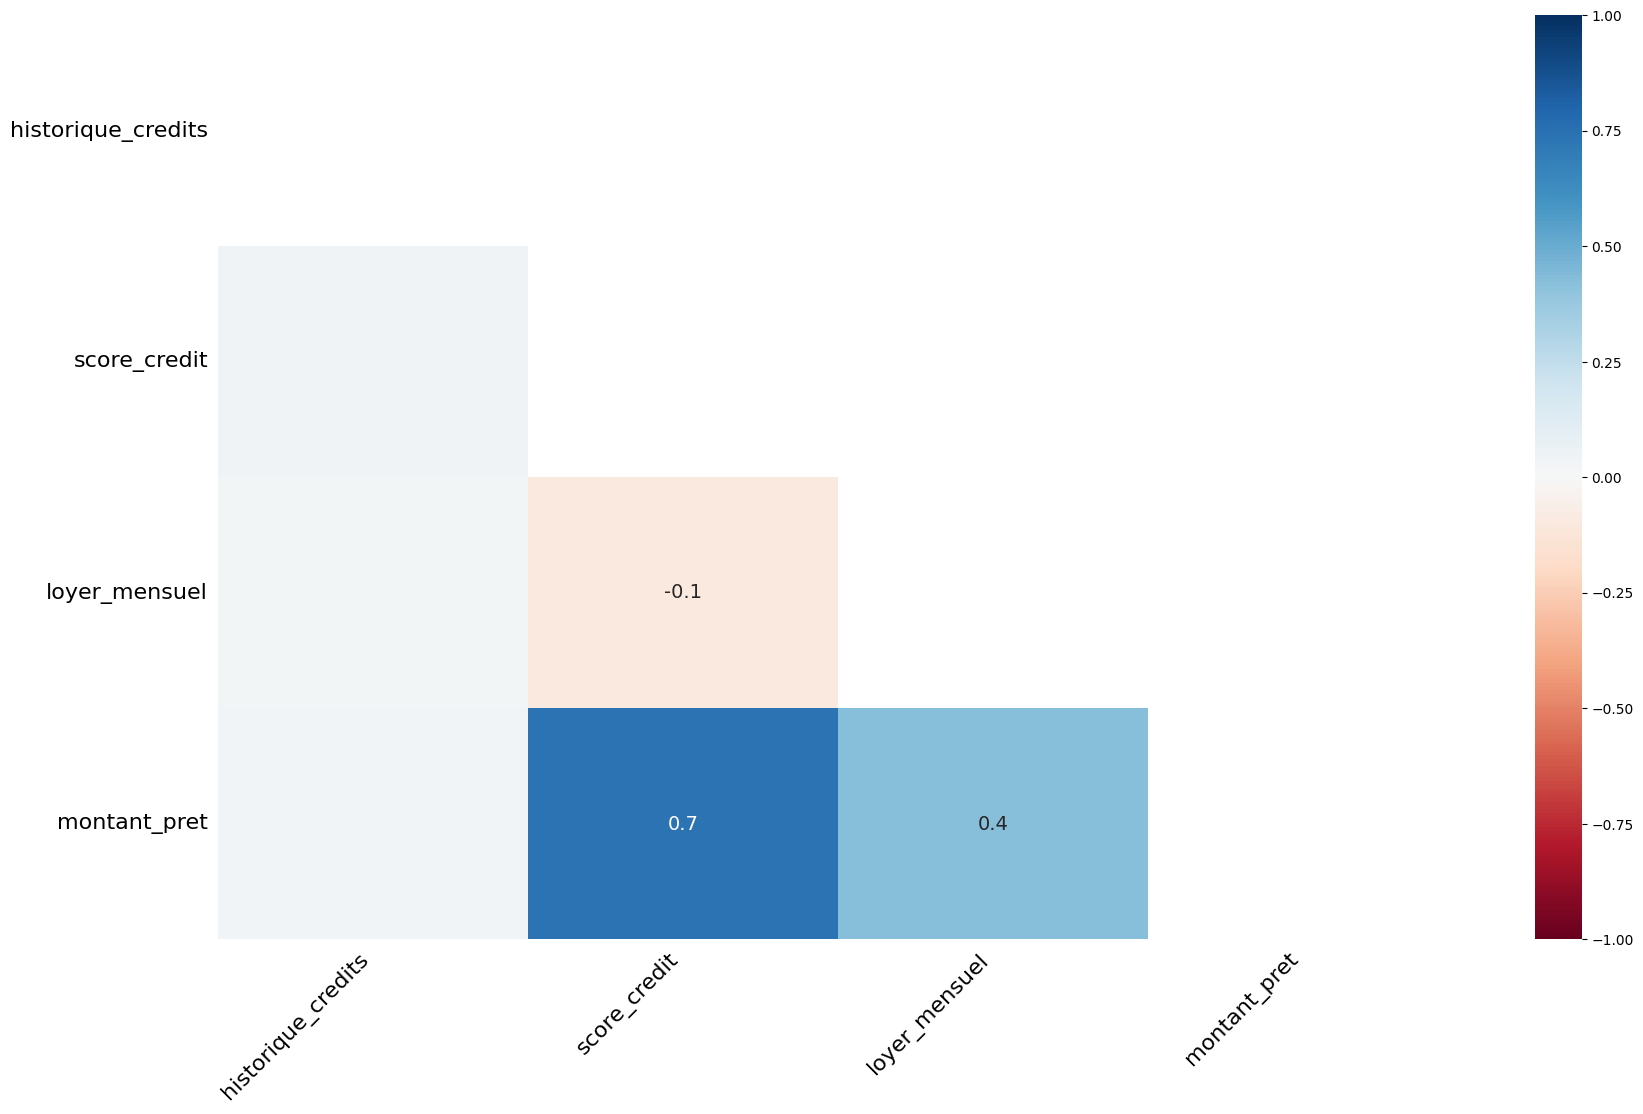 historique_credits
score_credit
loyer_mensuel
-0.1
montant_pret
0.7
0.4
historique_credits
score_credit
loyer_mensuel
montant_pret
1.00
0.75
0.50
0.25
0.00
−0.25
−0.50
−0.75
−1.00